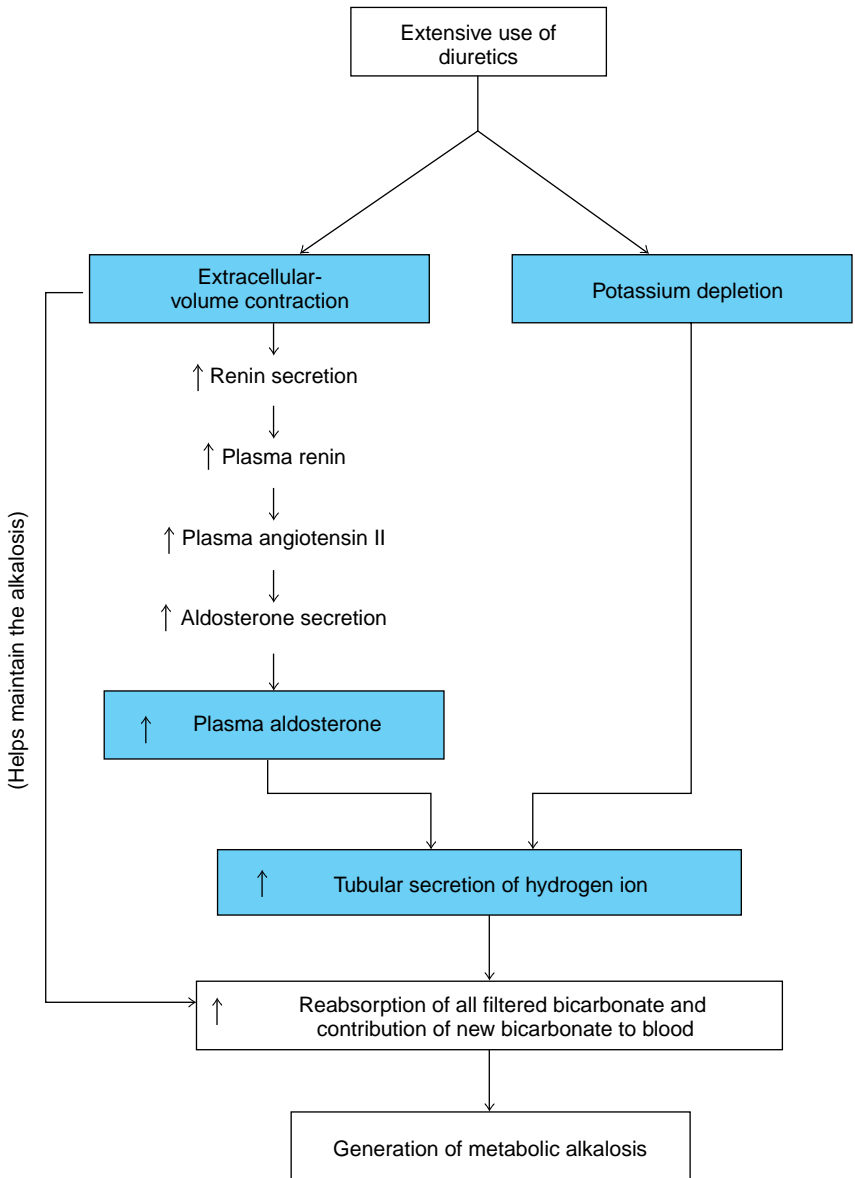 Extensive use of
diuretics
Extracellular-
volume contraction
Potassium depletion
↑ Renin secretion
↑ Plasma renin
↑ Plasma angiotensin II
↑ Aldosterone secretion
(Helps maintain the alkalosis)
↑ Plasma aldosterone
↑ Tubular secretion of hydrogen ion
↑ Reabsorption of all filtered bicarbonate and
contribution of new bicarbonate to blood
Generation of metabolic alkalosis